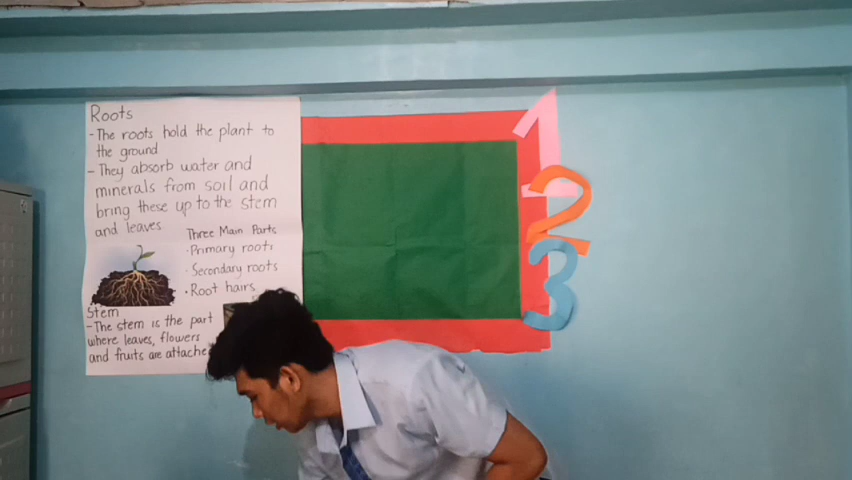 Roots
- The roots hold the plant to
the ground
- They absorb water and
minerals from soil and
bring these up to the stem
and leaves
Three Main Parts
· Primary roots
· Secondary roots
· Root hairs
Stem
- The stem is the part
where leaves, flowers
and fruits are attache
1
2
3